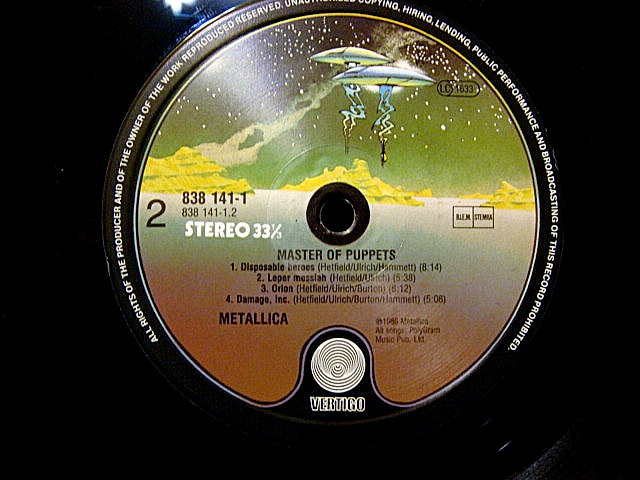 ALL RIGHTS OF THE PRODUCER AND OF THE OWNER OF THE WORK REPRODUCED RESERVED. UNAUTHORISED COPYING, HIRING, LENDING, PUBLIC PERFORMANCE AND BROADCASTING OF THIS RECORD PROHIBITED.
LC 1633
2
838 141-1
838 141-1.2
STEREO 33⅓
B.I.E.M. STEMRA
MASTER OF PUPPETS
1. Disposable heroes (Hetfield/Ulrich/Hammett) (8:14)
2. Leper messiah (Hetfield/Ulrich) (5:38)
3. Orion (Hetfield/Ulrich/Burton) (8:12)
4. Damage, Inc. (Hetfield/Ulrich/Burton/Hammett) (5:08)
METALLICA
℗1986 Metallica
All songs: PolyGram
Music Pub. Ltd.
VERTIGO